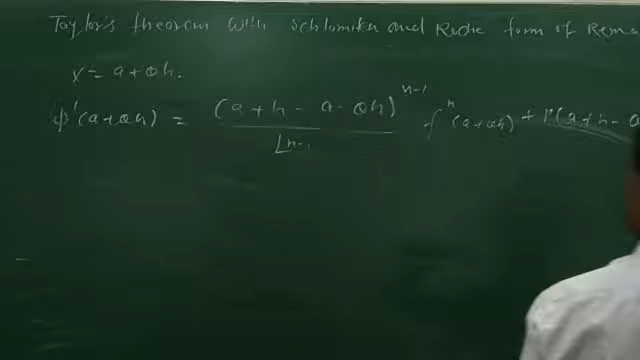 Taylor's theorem with Schlomilch and Roche form of Rema
x = a + θh.
φ'(a+θh) = (a+h-a-θh)^{n-1} / ⌊n-1 f^n (a+θh) + P(a+h-a